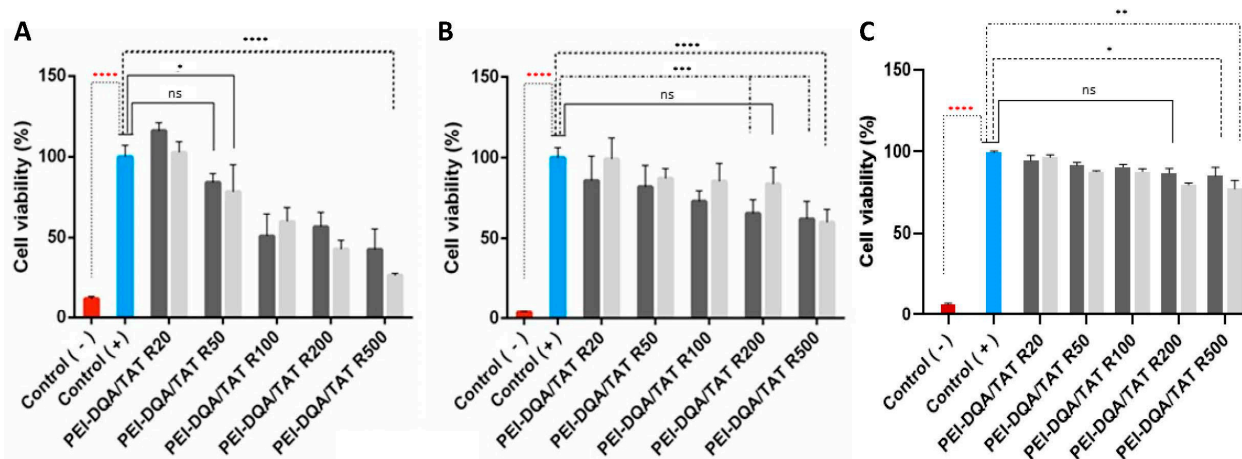 A
****
****
*
ns
Cell viability (%)
150
100
50
0
Control ( - )
Control ( + )
PEI-DQA/TAT R20
PEI-DQA/TAT R50
PEI-DQA/TAT R100
PEI-DQA/TAT R200
PEI-DQA/TAT R500
B
****
****
***
ns
Cell viability (%)
150
100
50
0
Control ( - )
Control ( + )
PEI-DQA/TAT R20
PEI-DQA/TAT R50
PEI-DQA/TAT R100
PEI-DQA/TAT R200
PEI-DQA/TAT R500
C
**
*
****
ns
Cell viability (%)
150
100
50
0
Control ( - )
Control ( + )
PEI-DQA/TAT R20
PEI-DQA/TAT R50
PEI-DQA/TAT R100
PEI-DQA/TAT R200
PEI-DQA/TAT R500